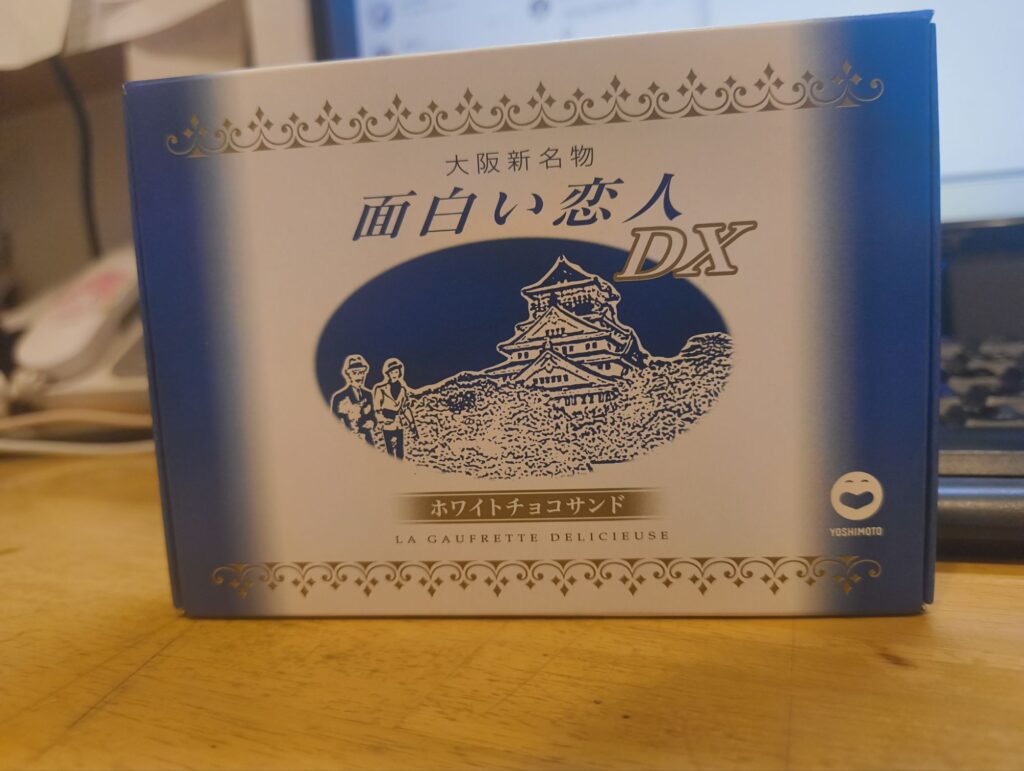 大阪新名物
面白い恋人
DX
ホワイトチョコサンド
LA GAUFRETTE DELICIEUSE
YOSHIMOTO